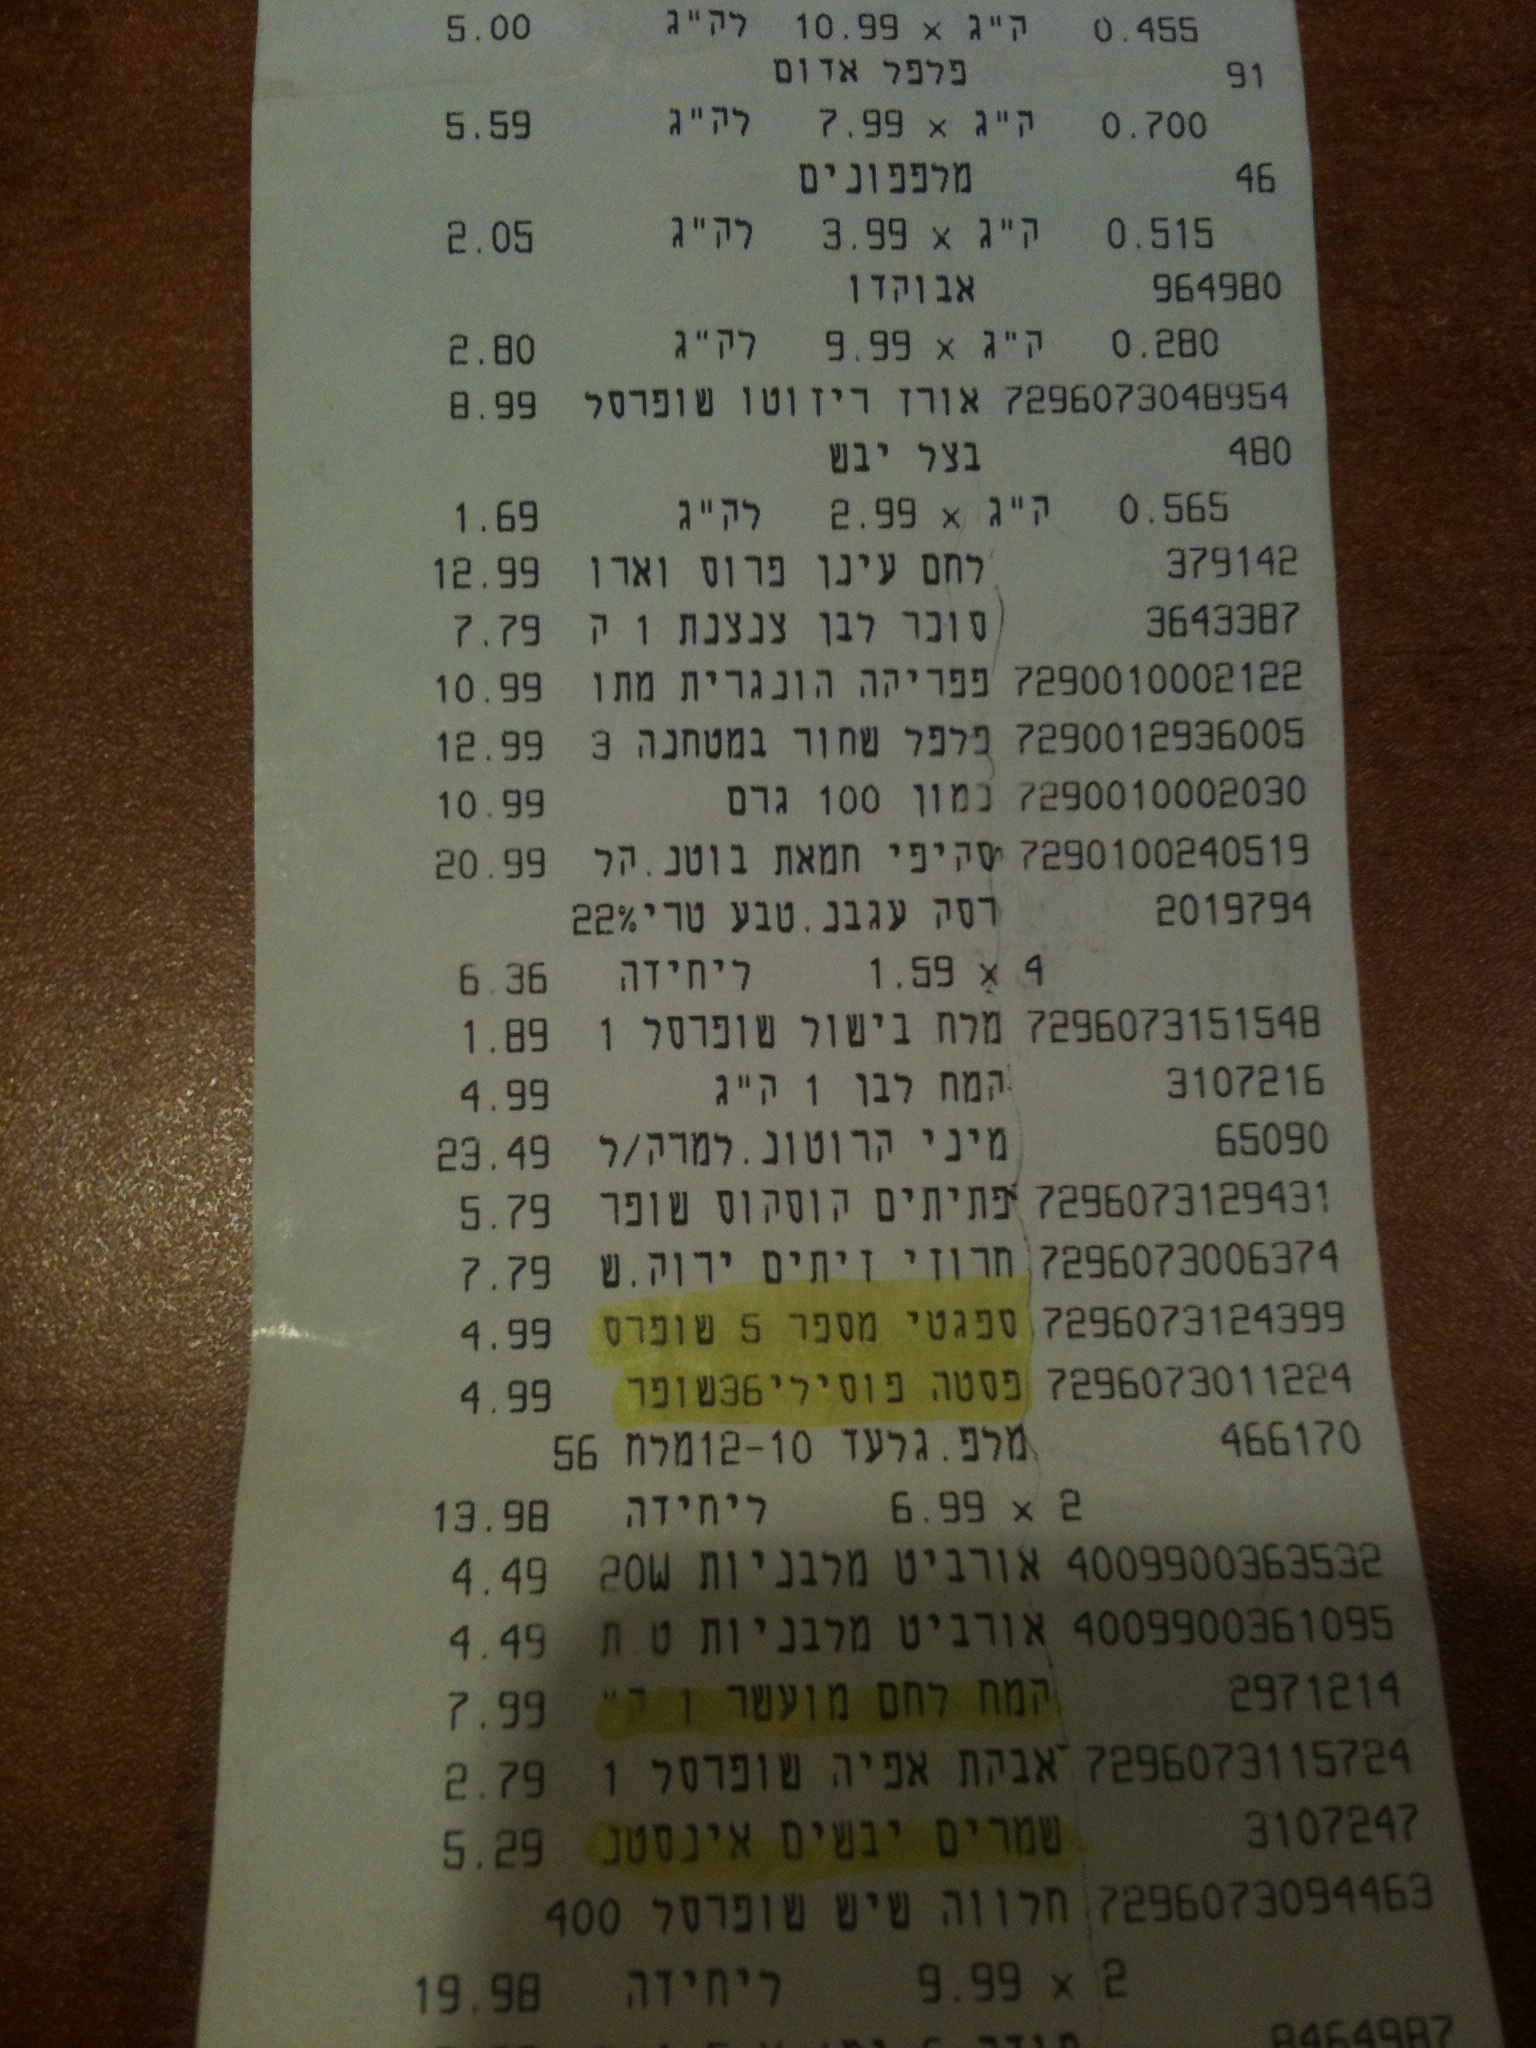 0.455 ק"ג x 10.99 לק"ג 5.00
91 פלפל אדום
0.700 ק"ג x 7.99 לק"ג 5.59
46 מלפפונים
0.515 ק"ג x 3.99 לק"ג 2.05
964980 אבוקדו
0.280 ק"ג x 9.99 לק"ג 2.80
7296073048954 אורז ריזוטו שופרסל 8.99
480 בצל יבש
0.565 ק"ג x 2.99 לק"ג 1.69
379142 לחם עינן פרוס וארו 12.99
3643387 סוכר לבן צנצנת 1 ק 7.79
7290010002122 פפריקה הונגרית מתו 10.99
7290012936005 פלפל שחור במטחנה 3 12.99
7290010002030 כמון 100 גרם 10.99
7290100240519 סקיפי חמאת בוטנ.קל 20.99
2019794 רסק עגבנ.טבע טרי22%
4 x 1.59 ליחידה 6.36
7296073151548 מלח בישול שופרסל 1 1.89
3107216 קמח לבן 1 ק"ג 4.99
65090 מיני קרוטונ.למרק/ל 23.49
7296073129431 פתיתים קוסקוס שופר 5.79
7296073006374 חרוזי זיתים ירוק.ש 7.79
7296073124399 ספגטי מספר 5 שופרס 4.99
7296073011224 פסטה פוסילי36שופר 4.99
466170 מלפ.גלעד 12-10מלח 56
2 x 6.99 ליחידה 13.98
4009900363532 אורביט מלבניות 20W 4.49
4009900361095 אורביט מלבניות ט.ת 4.49
2971214 קמח לחם מועשר 1 ק" 7.99
7296073115724 אבקת אפיה שופרסל 1 2.79
3107247 שמרים יבשים אינסטנ 5.29
7296073094463 חלווה שיש שופרסל 400
2 x 9.99 ליחידה 19.98
8464987